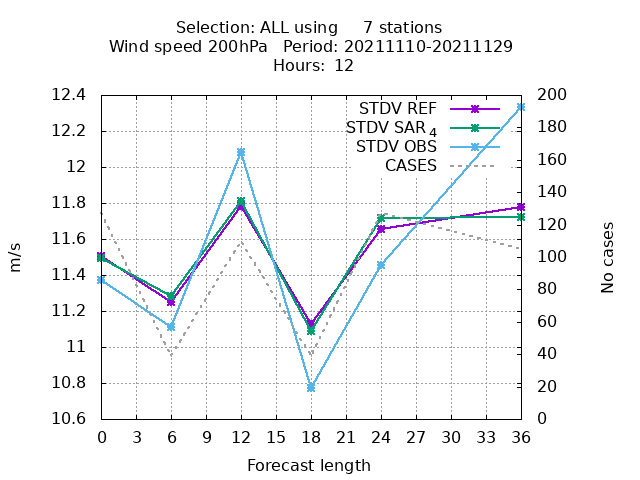 Selection: ALL using     7 stations
Wind speed 200hPa   Period: 20211110-20211129
Hours: 12
STDV REF
STDV SAR4
STDV OBS
CASES
12.4
12.2
12
11.8
11.6
11.4
11.2
11
10.8
10.6
m/s
200
180
160
140
120
100
80
60
40
20
0
No cases
0 3 6 9 12 15 18 21 24 27 30 33 36
Forecast length